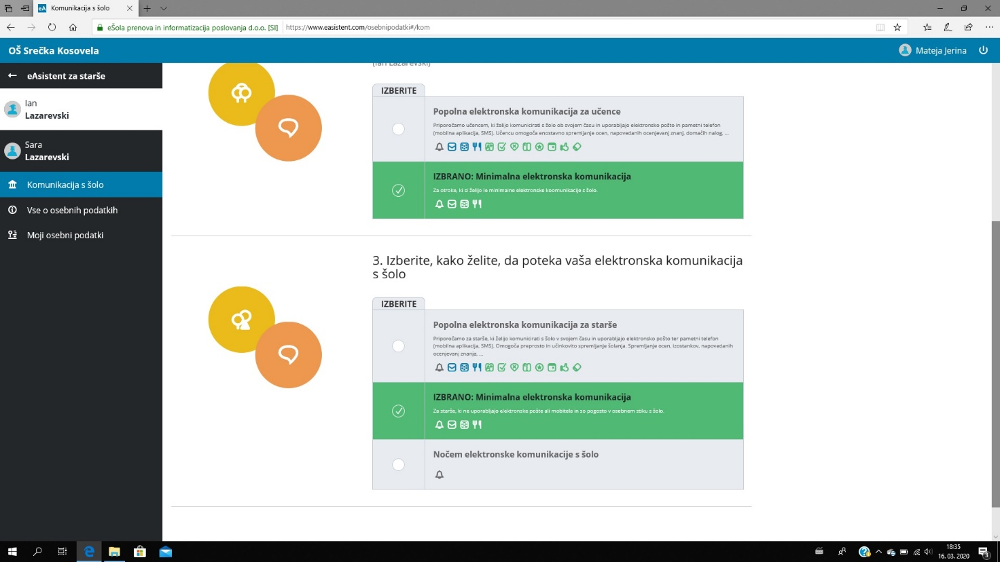 Komunikacija s šolo
eŠola prenova in informatizacija poslovanja d.o.o. [SI]
https://www.easistent.com/osebnipodatki#/kom
OŠ Srečka Kosovela
Mateja Jerina
eAsistent za starše
Ian
Lazarevski
Sara
Lazarevski
Komunikacija s šolo
Vse o osebnih podatkih
Moji osebni podatki
(Ian Lazarevski)
IZBERITE
Popolna elektronska komunikacija za učence
Priporočamo učencem, ki želijo komunicirati s šolo ob svojem času in uporabljajo elektronsko pošto in pametni telefon
(mobilna aplikacija, SMS). Učencu omogoča enostavno spremljanje ocen, napovedanih ocenjevanj znanj, domačih nalog, ...
IZBRANO: Minimalna elektronska komunikacija
Za otroke, ki si želijo le minimalne elektronske koomunikacije s šolo.
3. Izberite, kako želite, da poteka vaša elektronska komunikacija
s šolo
IZBERITE
Popolna elektronska komunikacija za starše
Priporočamo za starše, ki želijo komunicirati s šolo v svojem času in uporabljajo elektronsko pošto ter pametni telefon
(mobilna aplikacija, SMS). Omogoča preprosto in učinkovito spremljanje šolanja. Spremljanje ocen, izostankov, napovedanih
ocenjevanj znanja, ...
IZBRANO: Minimalna elektronska komunikacija
Za starše, ki ne uporabljajo elektronske pošte ali mobitela in so pogosto v osebnem stiku s šolo.
Nočem elektronske komunikacije s šolo
18:35
16. 03. 2020